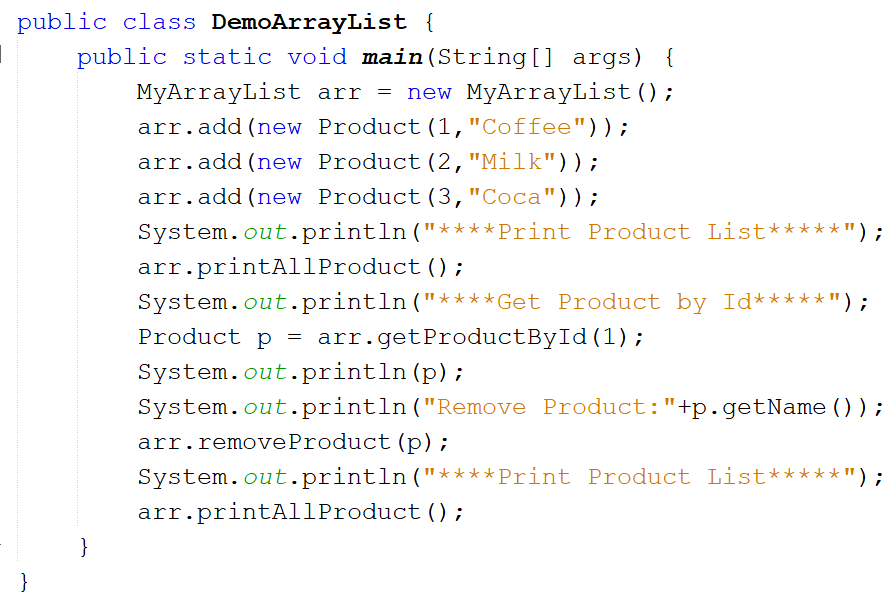 public class DemoArrayList {
    public static void main(String[] args) {
        MyArrayList arr = new MyArrayList();
        arr.add(new Product(1,"Coffee"));
        arr.add(new Product(2,"Milk"));
        arr.add(new Product(3,"Coca"));
        System.out.println("****Print Product List*****");
        arr.printAllProduct();
        System.out.println("****Get Product by Id*****");
        Product p = arr.getProductById(1);
        System.out.println(p);
        System.out.println("Remove Product:"+p.getName());
        arr.removeProduct(p);
        System.out.println("****Print Product List*****");
        arr.printAllProduct();
    }
}